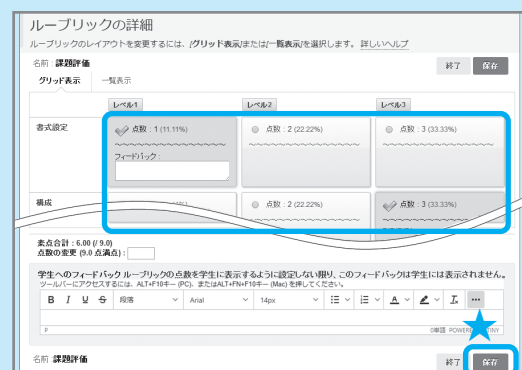 ルーブリックの詳細
ルーブリックのレイアウトを変更するには、[グリッド表示]または[一覧表示]を選択します。 詳しいヘルプ
名前 課題評価
終了 保存
グリッド表示 一覧表示
レベル1 レベル2 レベル3
書式設定 点数 : 1 (11.11%) 点数 : 2 (22.22%) 点数 : 3 (33.33%)
フィードバック :
構成 点数 : 2 (22.22%) 点数 : 3 (33.33%)
素点合計 : 6.00 (/ 9.0)
点数の変更 (9.0 点満点) :
学生へのフィードバック ルーブリックの点数を学生に表示するように設定しない限り、このフィードバックは学生には表示されません。
ツールバーにアクセスするには、ALT+F10キー (PC)、またはALT+FN+F10キー (Mac) を押してください。
B I U S 段落 Arial 14px A
P 0単語
名前 課題評価
終了 保存